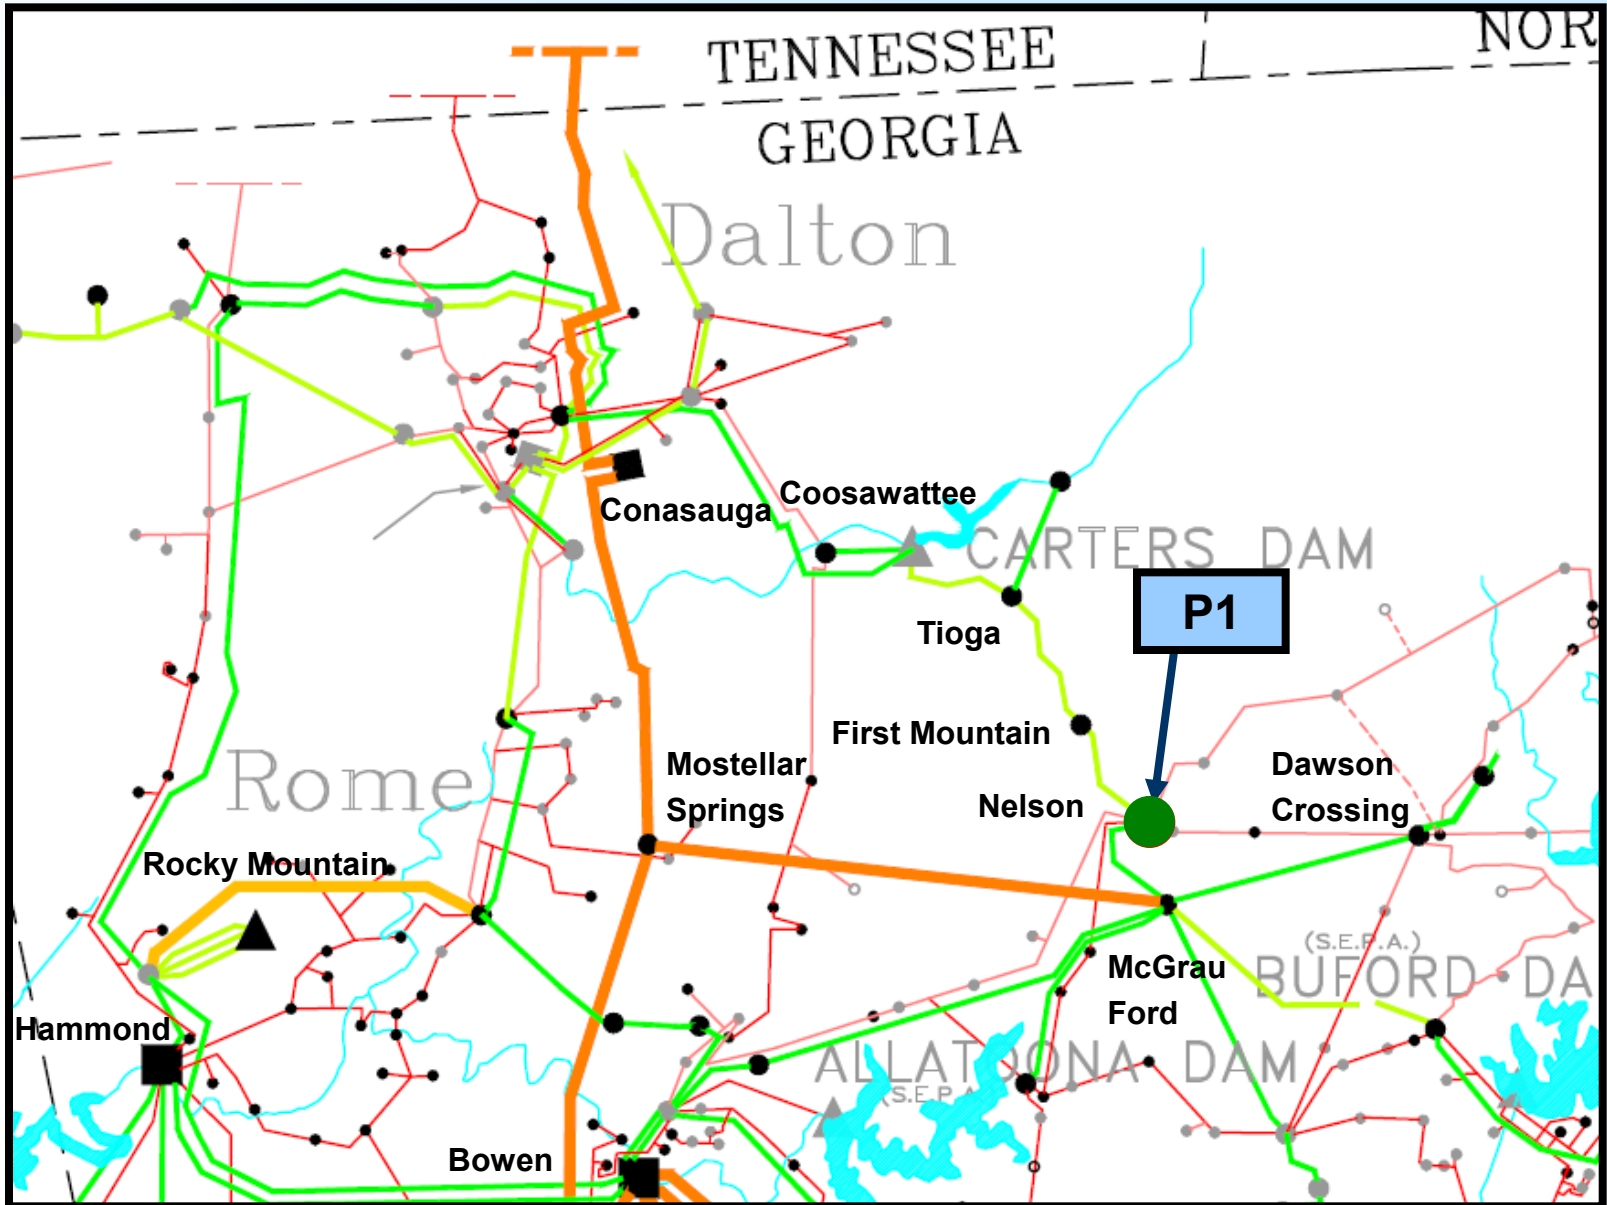 TENNESSEE
NOR
GEORGIA
Dalton
Coosawattee
Conasauga
CARTERS DAM
P1
Tioga
First Mountain
Rome
Mostellar
Springs
Dawson
Crossing
Nelson
Rocky Mountain
(S.E.P.A.)
McGrau
Ford
BUFORD DA
Hammond
ALLATOONA DAM
(S.E.P.A
Bowen